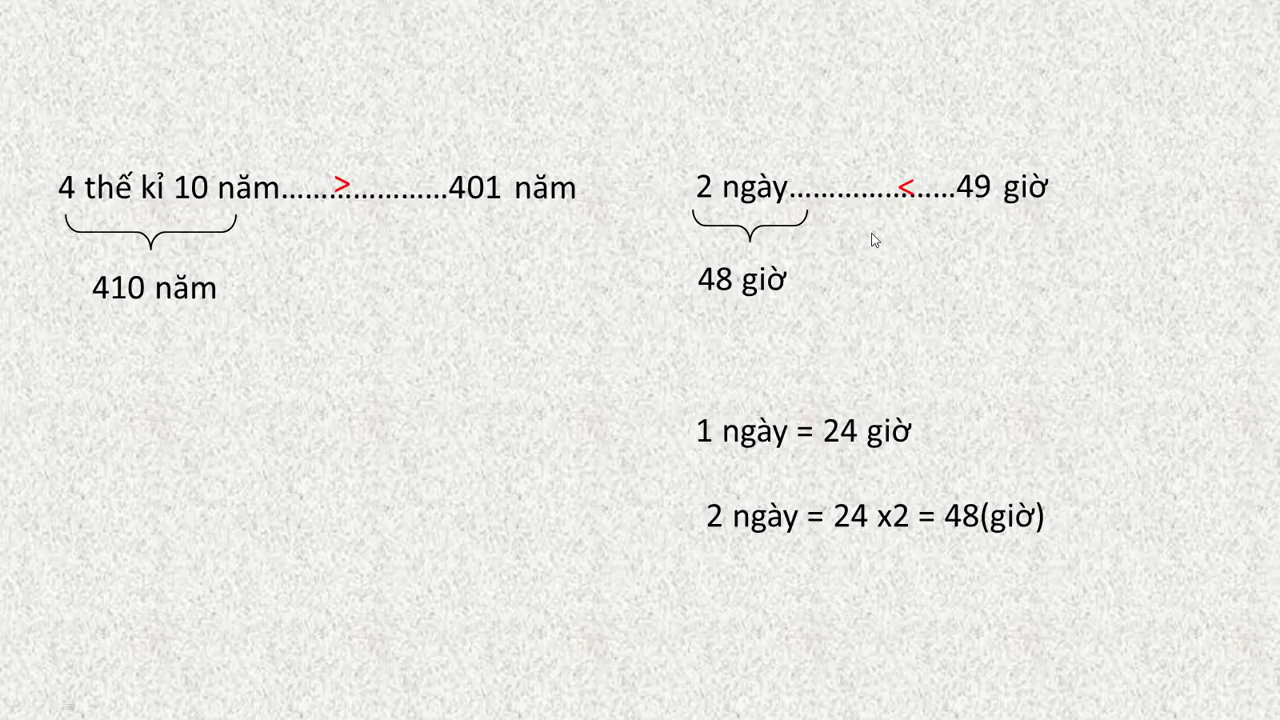 4 thế kỉ 10 năm……>…………401 năm
410 năm
2 ngày…………<……49 giờ
48 giờ
1 ngày = 24 giờ
2 ngày = 24 x2 = 48(giờ)